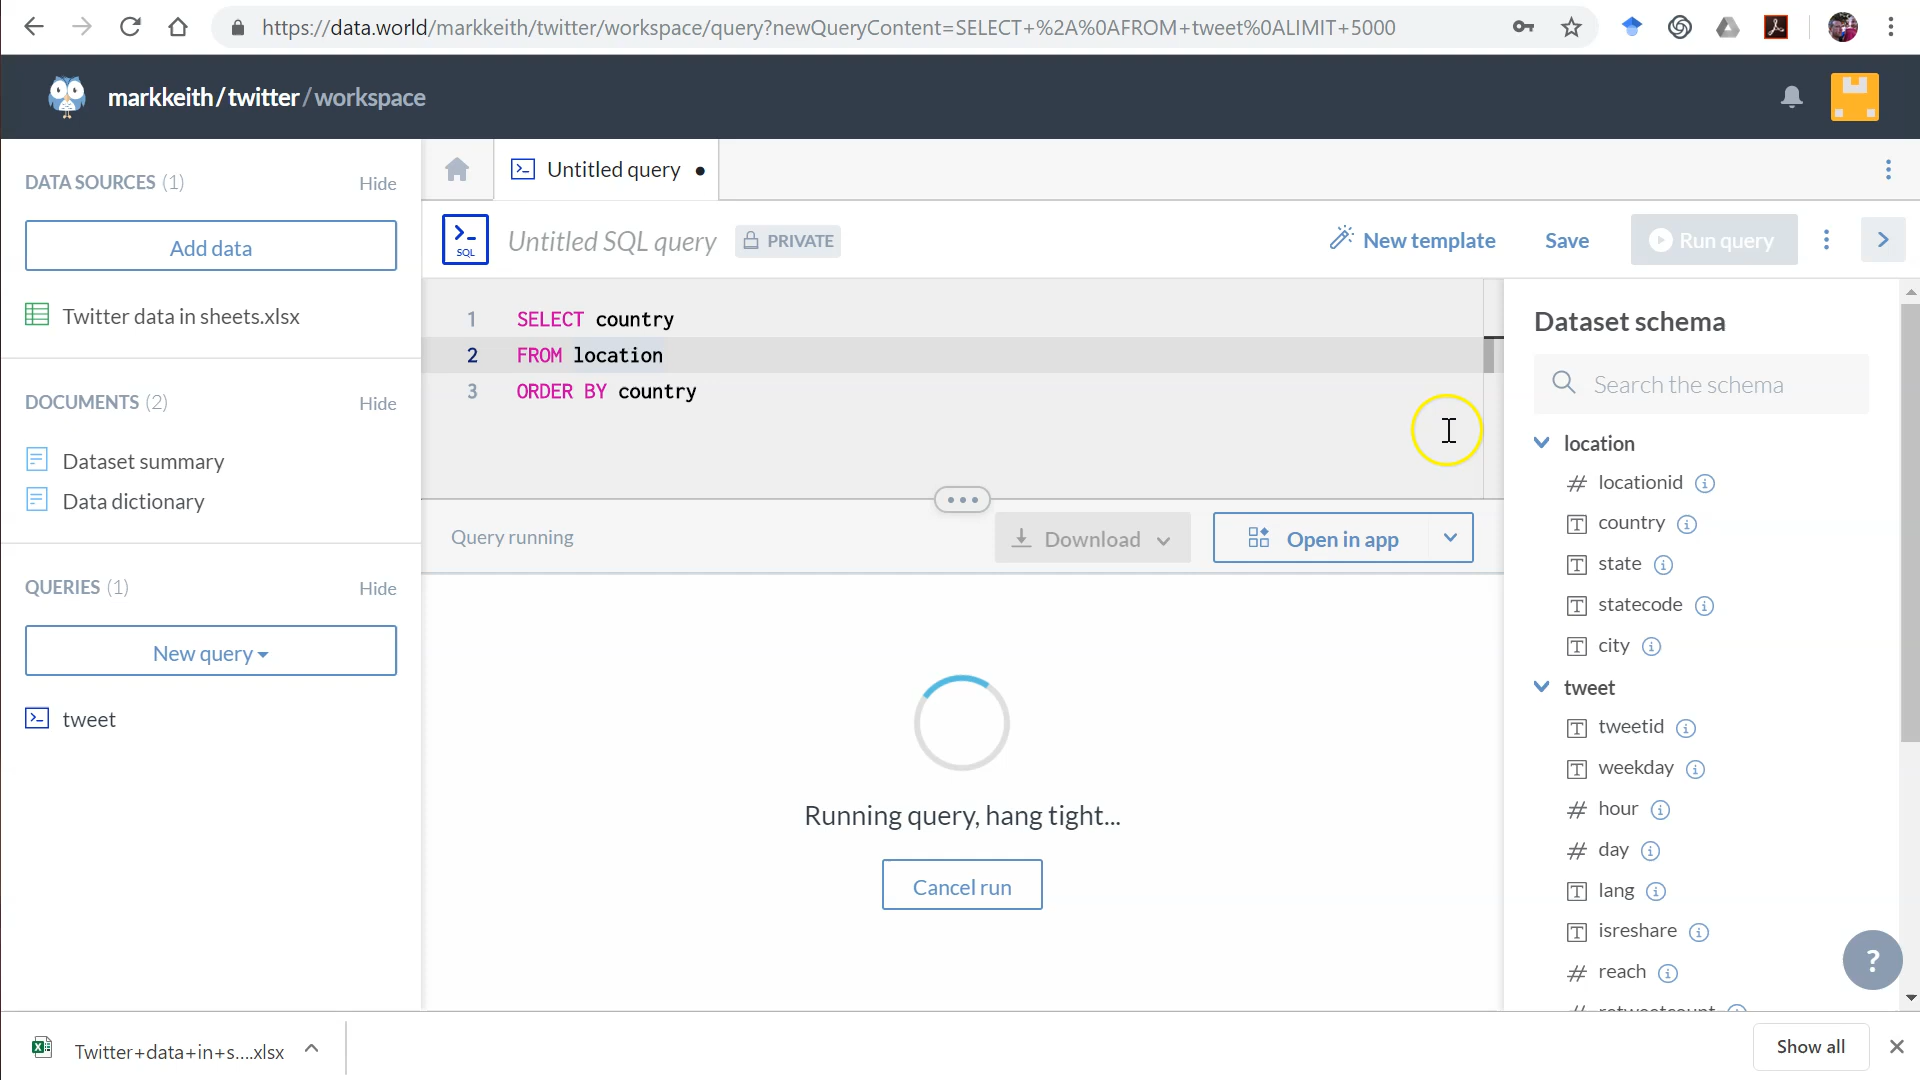 https://data.world/markkeith/twitter/workspace/query?newQueryContent=SELECT+%2A%0AFROM+tweet%0ALIMIT+5000
markkeith/twitter/workspace
DATA SOURCES (1)
Hide
Add data
Twitter data in sheets.xlsx
DOCUMENTS (2)
Hide
Dataset summary
Data dictionary
QUERIES (1)
Hide
New query
tweet
Untitled query
SQL
Untitled SQL query
PRIVATE
New template
Save
Run query
1 SELECT country
2 FROM location
3 ORDER BY country
Query running
Download
Open in app
Running query, hang tight...
Cancel run
Dataset schema
Search the schema
location
# locationid
T country
T state
T statecode
T city
tweet
T tweetid
T weekday
# hour
# day
T lang
T isreshare
# reach
?
Twitter+data+in+s....xlsx
Show all